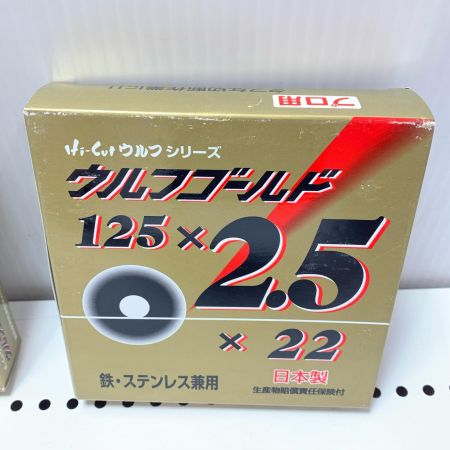 プロ用
Hi-Cut ウルフシリーズ
ウルフゴールド
125 × 2.5
× 22
鉄・ステンレス兼用
日本製
生産物賠償責任保険付